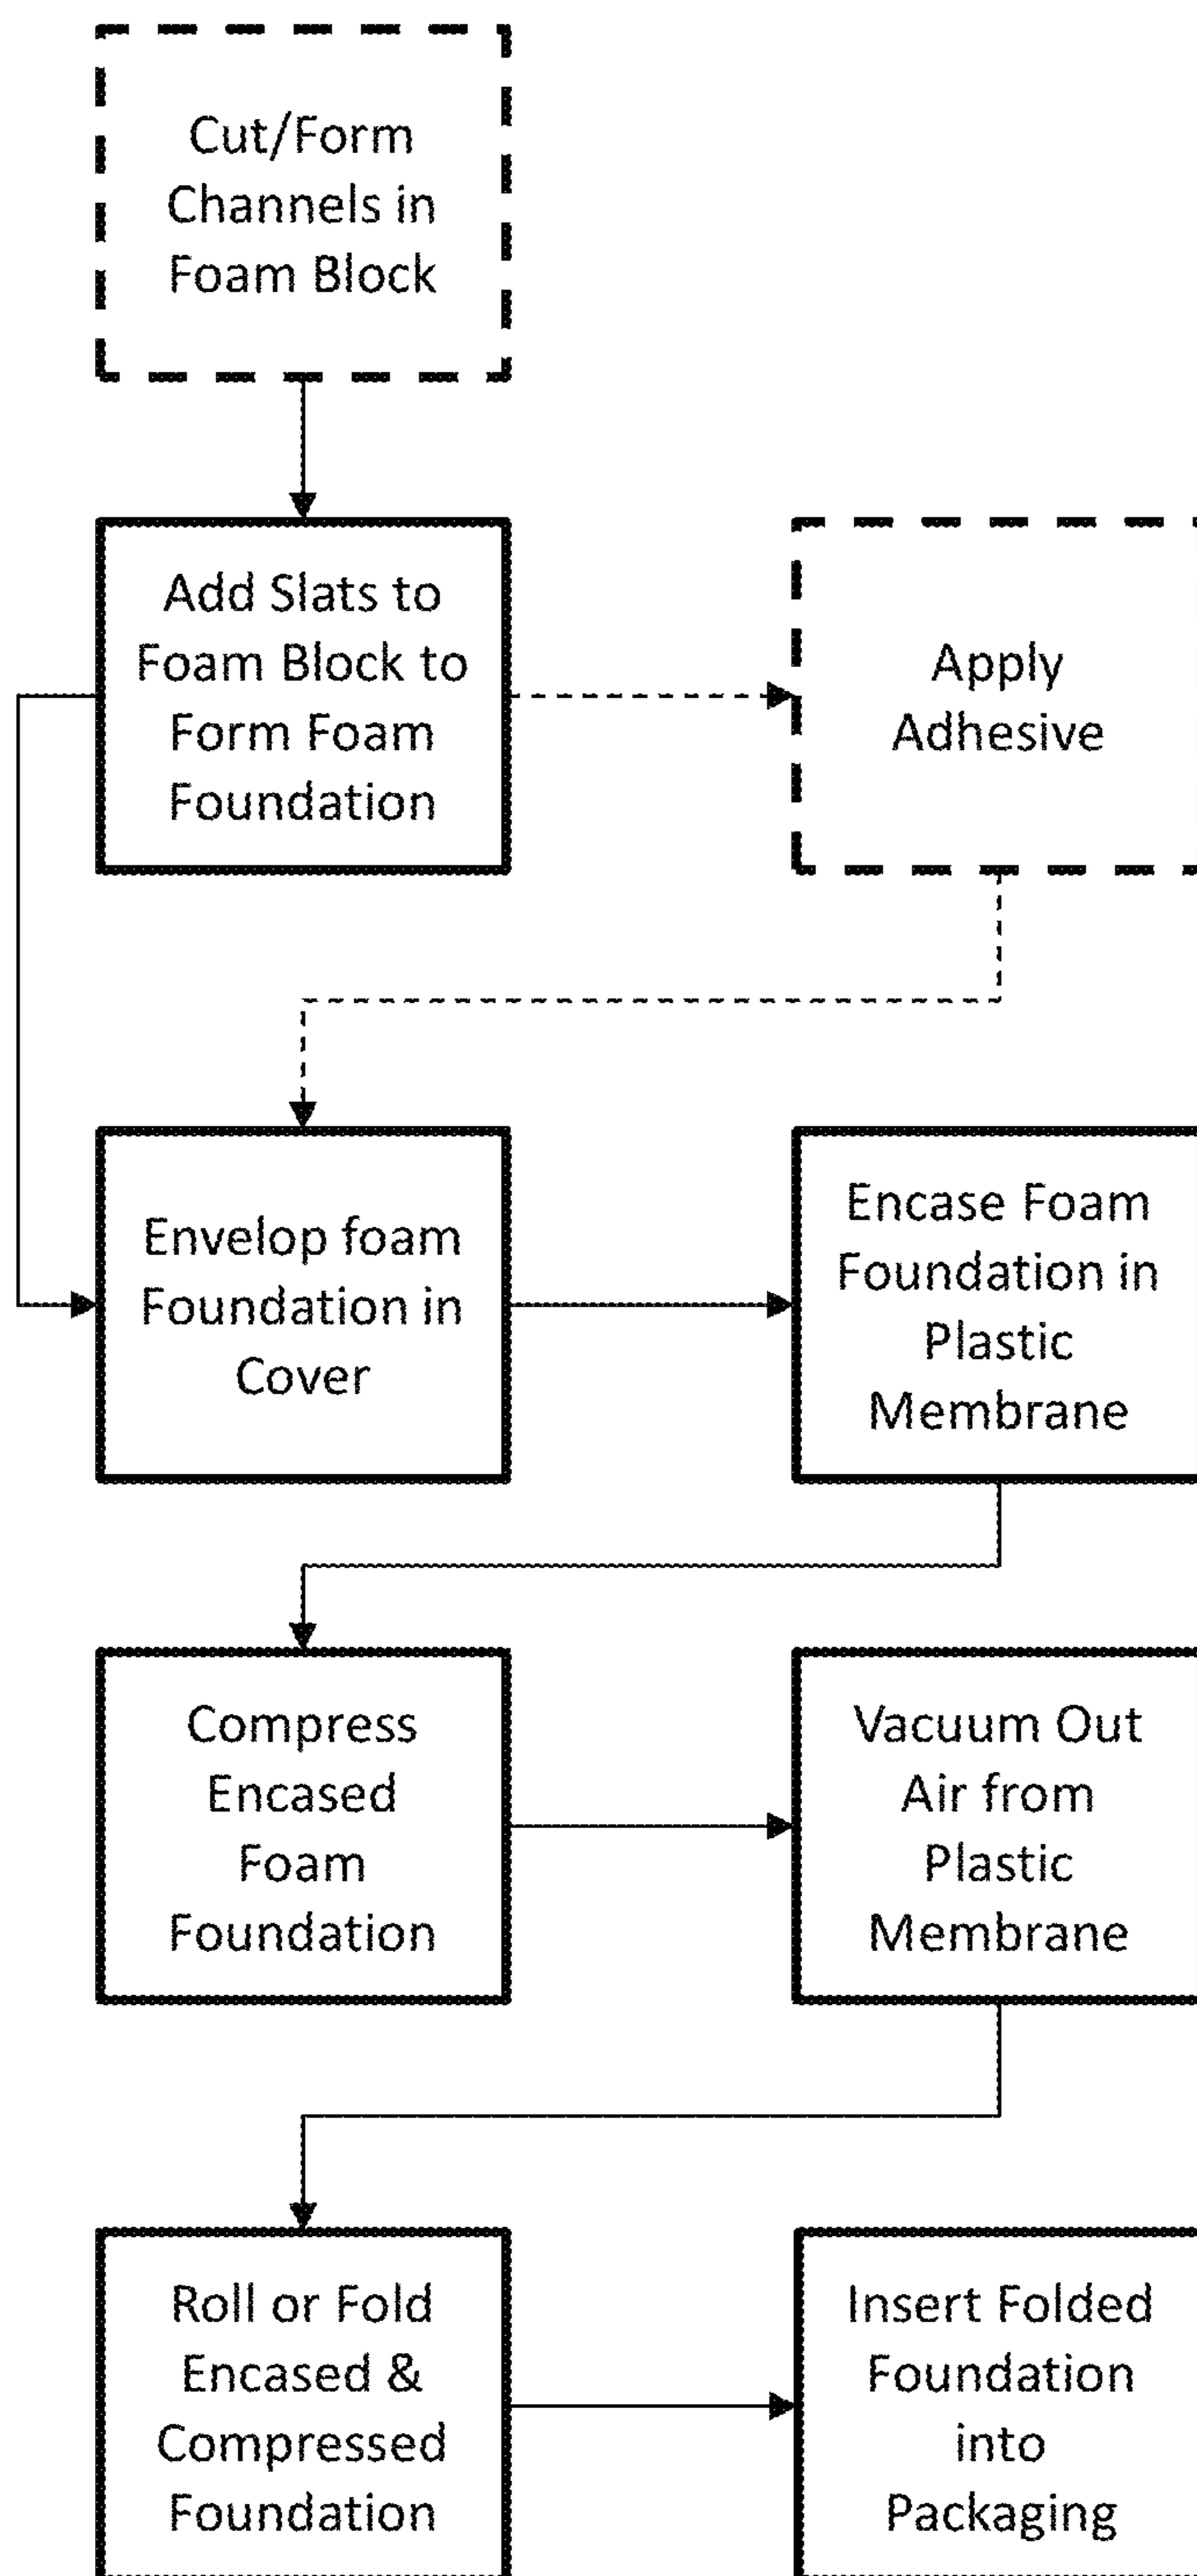 Cut/Form
Channels in
Foam Block
Add Slats to
Foam Block to
Form Foam
Foundation
Apply
Adhesive
Envelop foam
Foundation in
Cover
Encase Foam
Foundation in
Plastic
Membrane
Compress
Encased
Foam
Foundation
Vacuum Out
Air from
Plastic
Membrane
Roll or Fold
Encased &
Compressed
Foundation
Insert Folded
Foundation
into
Packaging